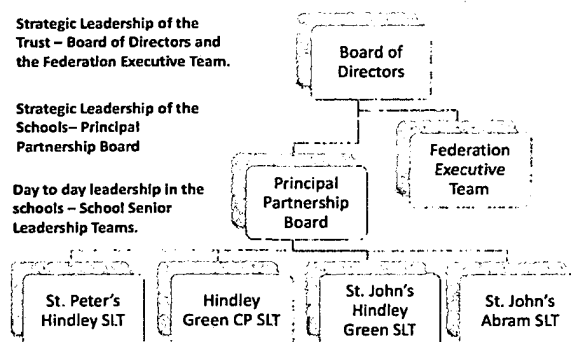 Strategic Leadership of the
Trust – Board of Directors and
the Federation Executive Team.
Board of
Directors
Strategic Leadership of the
Schools– Principal
Partnership Board
Federation
Executive
Team
Principal
Partnership
Board
Day to day leadership in the
schools – School Senior
Leadership Teams.
St. Peter's
Hindley SLT
Hindley
Green CP SLT
St. John's
Hindley
Green SLT
St. John's
Abram SLT